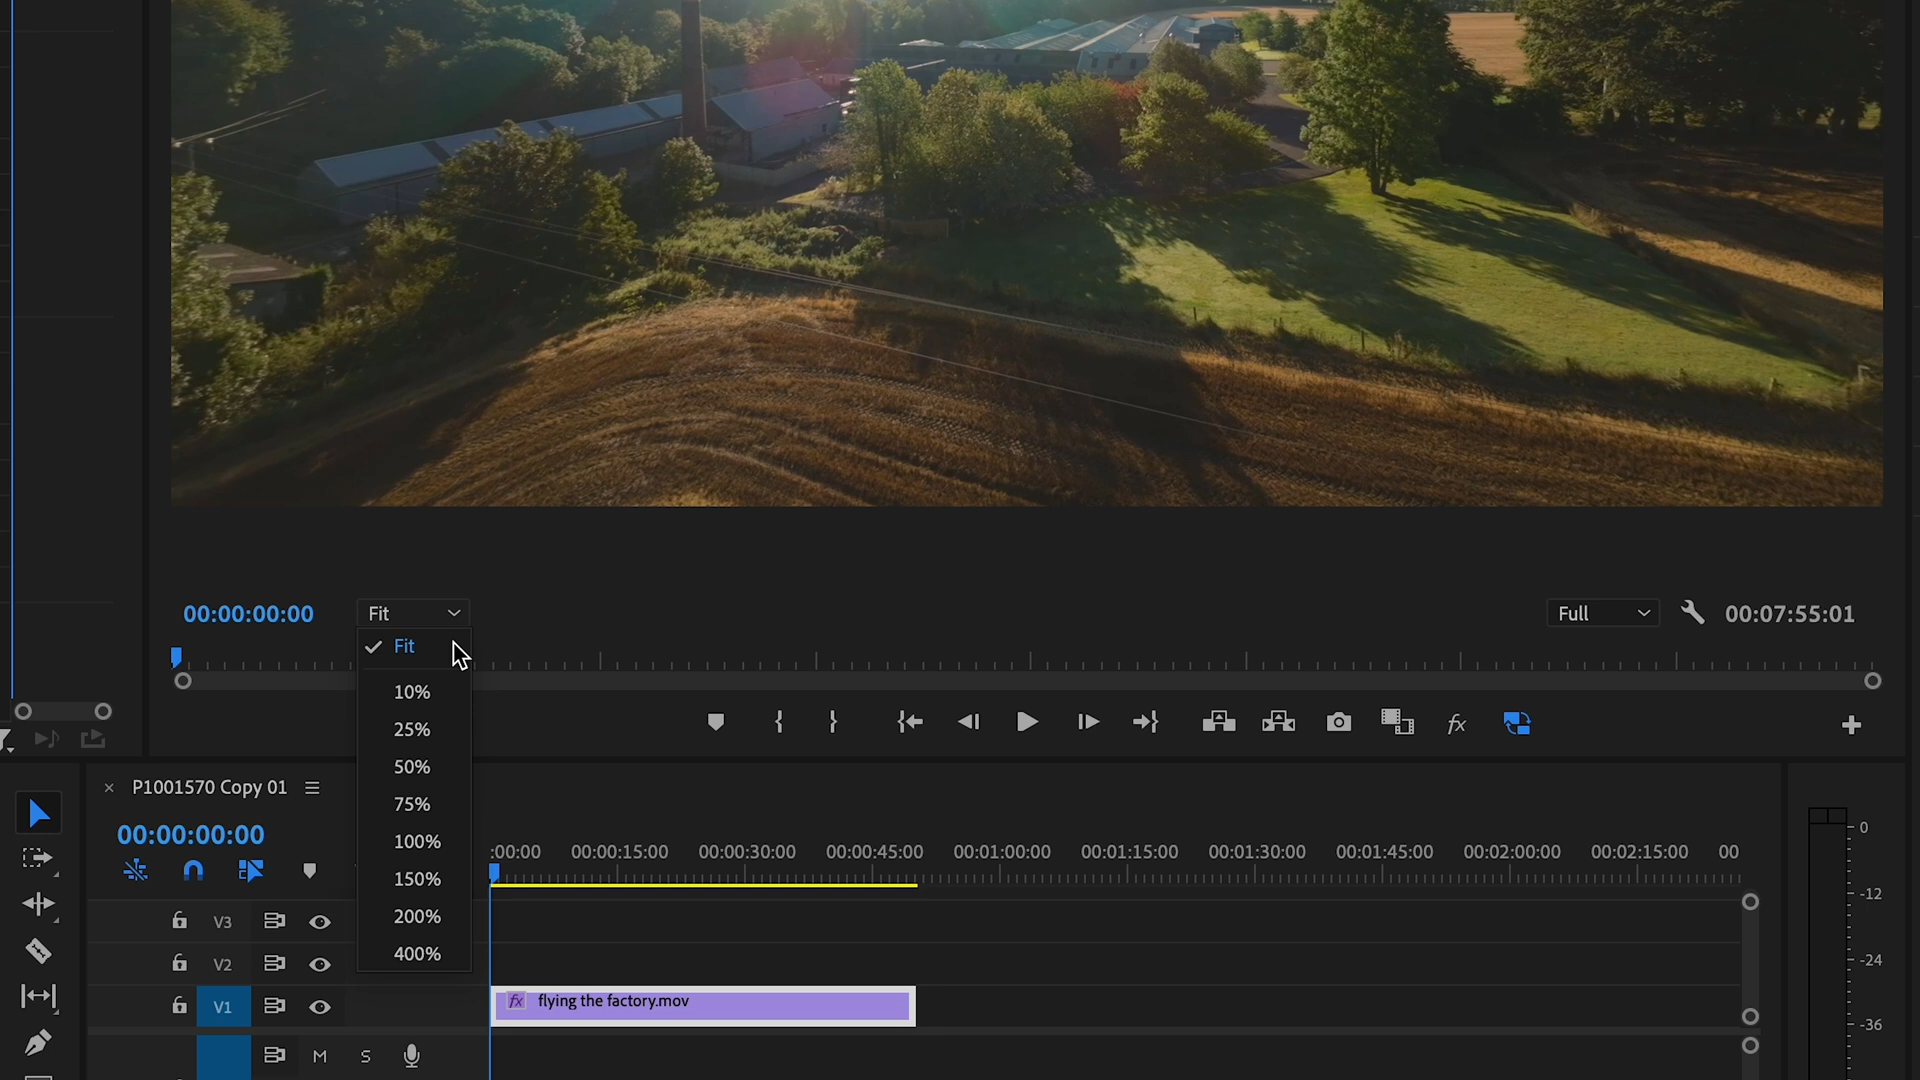 00:00:00:00 Fit Full 00:07:55:01
Fit
10%
25%
50%
75%
100%
150%
200%
400%
fx
P1001570 Copy 01
00:00:00:00
:00:00 00:00:15:00 00:00:30:00 00:00:45:00 00:01:00:00 00:01:15:00 00:01:30:00 00:01:45:00 00:02:00:00 00:02:15:00 00
V3
V2
V1 fx flying the factory.mov
M S
0
-12
-24
-36